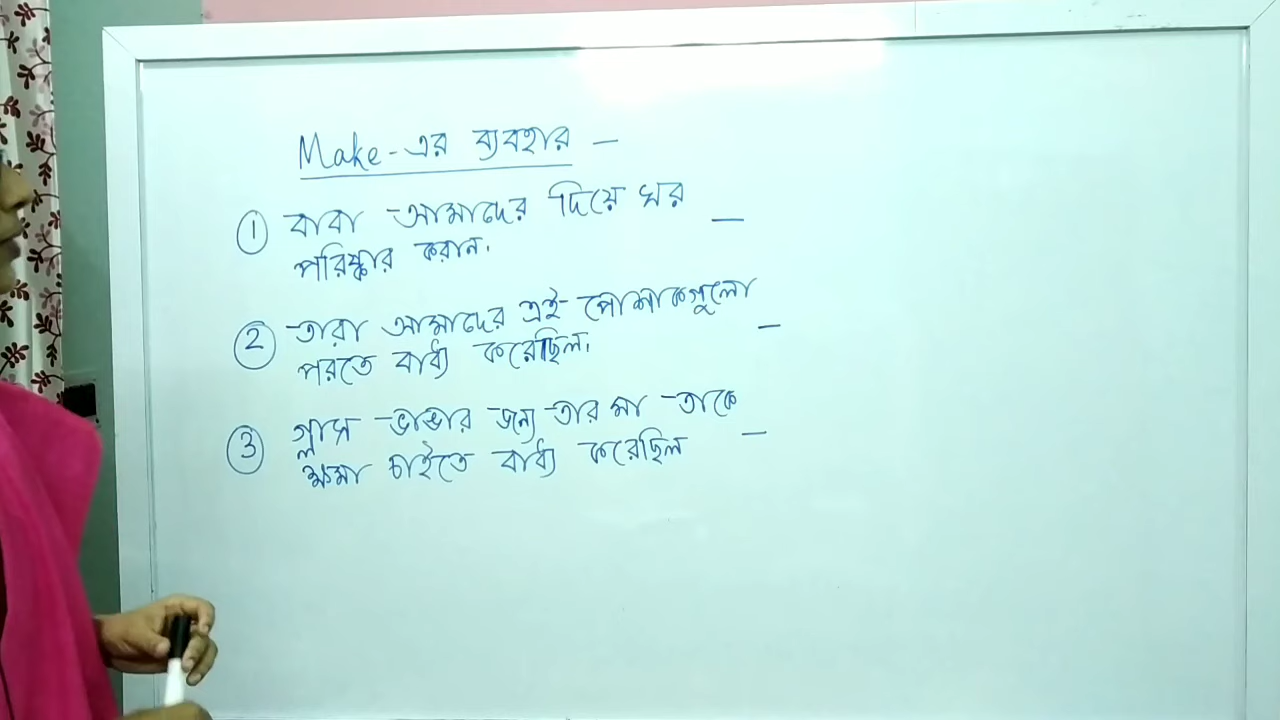 Make-এর ব্যবহার —
① বাবা আমাদের দিয়ে ঘর —
পরিষ্কার করান.
② তারা আমাদের এই পোশাকগুলো —
পরতে বাধ্য করেছিল.
③ গ্লাস ভাঙার জন্যে তার মা তাকে —
ক্ষমা চাইতে বাধ্য করেছিল